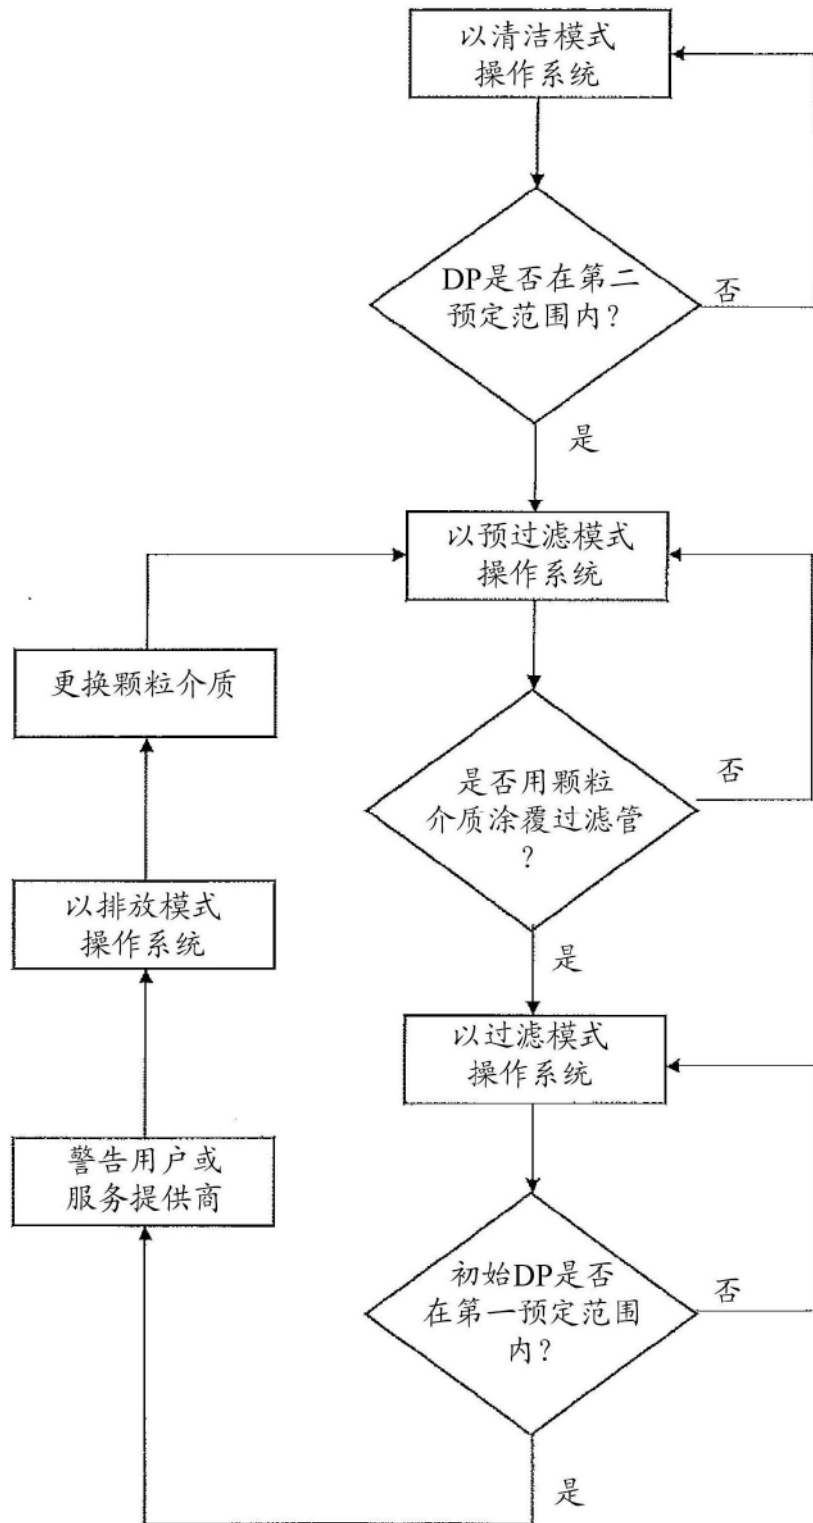 以清洁模式
操作系统
DP是否在第二
预定范围内？
否
是
以预过滤模式
操作系统
更换颗粒介质
是否用颗粒
介质涂覆过滤管
？
否
以排放模式
操作系统
是
以过滤模式
操作系统
警告用户或
服务提供商
初始DP是否
在第一预定范围
内？
否
是